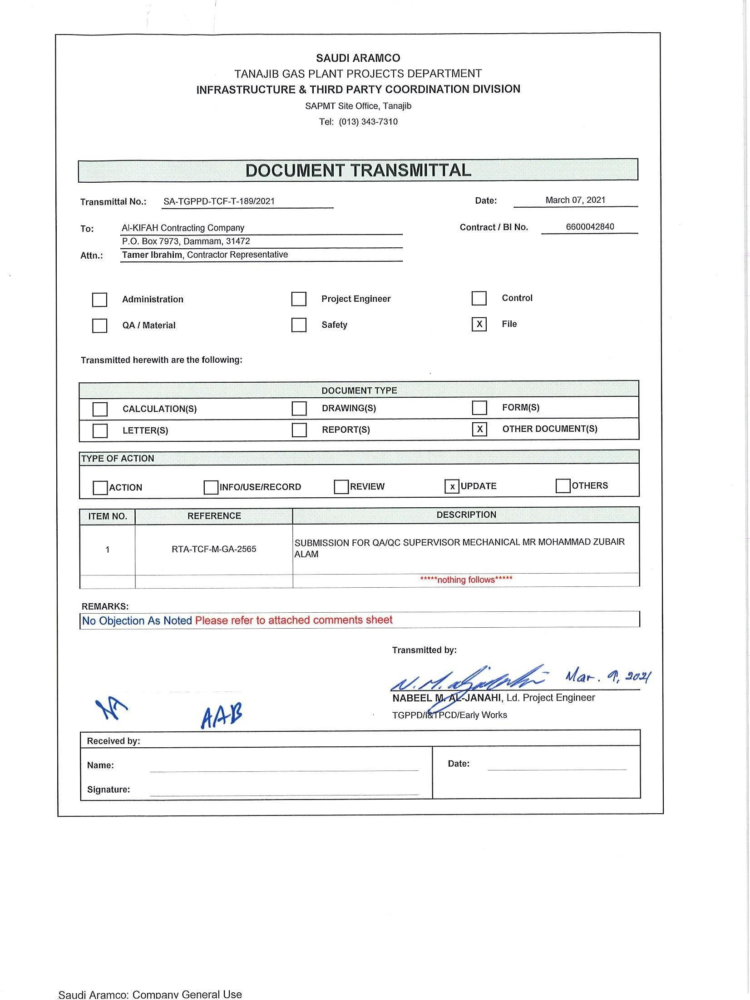 SAUDI ARAMCO
TANAJIB GAS PLANT PROJECTS DEPARTMENT
INFRASTRUCTURE & THIRD PARTY COORDINATION DIVISION
SAPMT Site Office, Tanajib
Tel: (013) 343-7310
DOCUMENT TRANSMITTAL
Transmittal No.: SA-TGPPD-TCF-T-189/2021 Date: March 07, 2021
To: Al-KIFAH Contracting Company Contract / BI No. 6600042840
P.O. Box 7973, Dammam, 31472
Attn.: Tamer Ibrahim, Contractor Representative
Administration Project Engineer Control
QA / Material Safety X File
Transmitted herewith are the following:
DOCUMENT TYPE
CALCULATION(S) DRAWING(S) FORM(S)
LETTER(S) REPORT(S) X OTHER DOCUMENT(S)
TYPE OF ACTION
ACTION INFO/USE/RECORD REVIEW x UPDATE OTHERS
ITEM NO. REFERENCE DESCRIPTION
1 RTA-TCF-M-GA-2565 SUBMISSION FOR QA/QC SUPERVISOR MECHANICAL MR MOHAMMAD ZUBAIR
ALAM
*****nothing follows*****
REMARKS:
No Objection As Noted Please refer to attached comments sheet
Transmitted by:
Mar. 9, 2021
NABEEL M. AL-JANAHI, Ld. Project Engineer
TGPPD/I&TPCD/Early Works
NA AAB
Received by:
Name: Date:
Signature:
Saudi Aramco: Company General Use